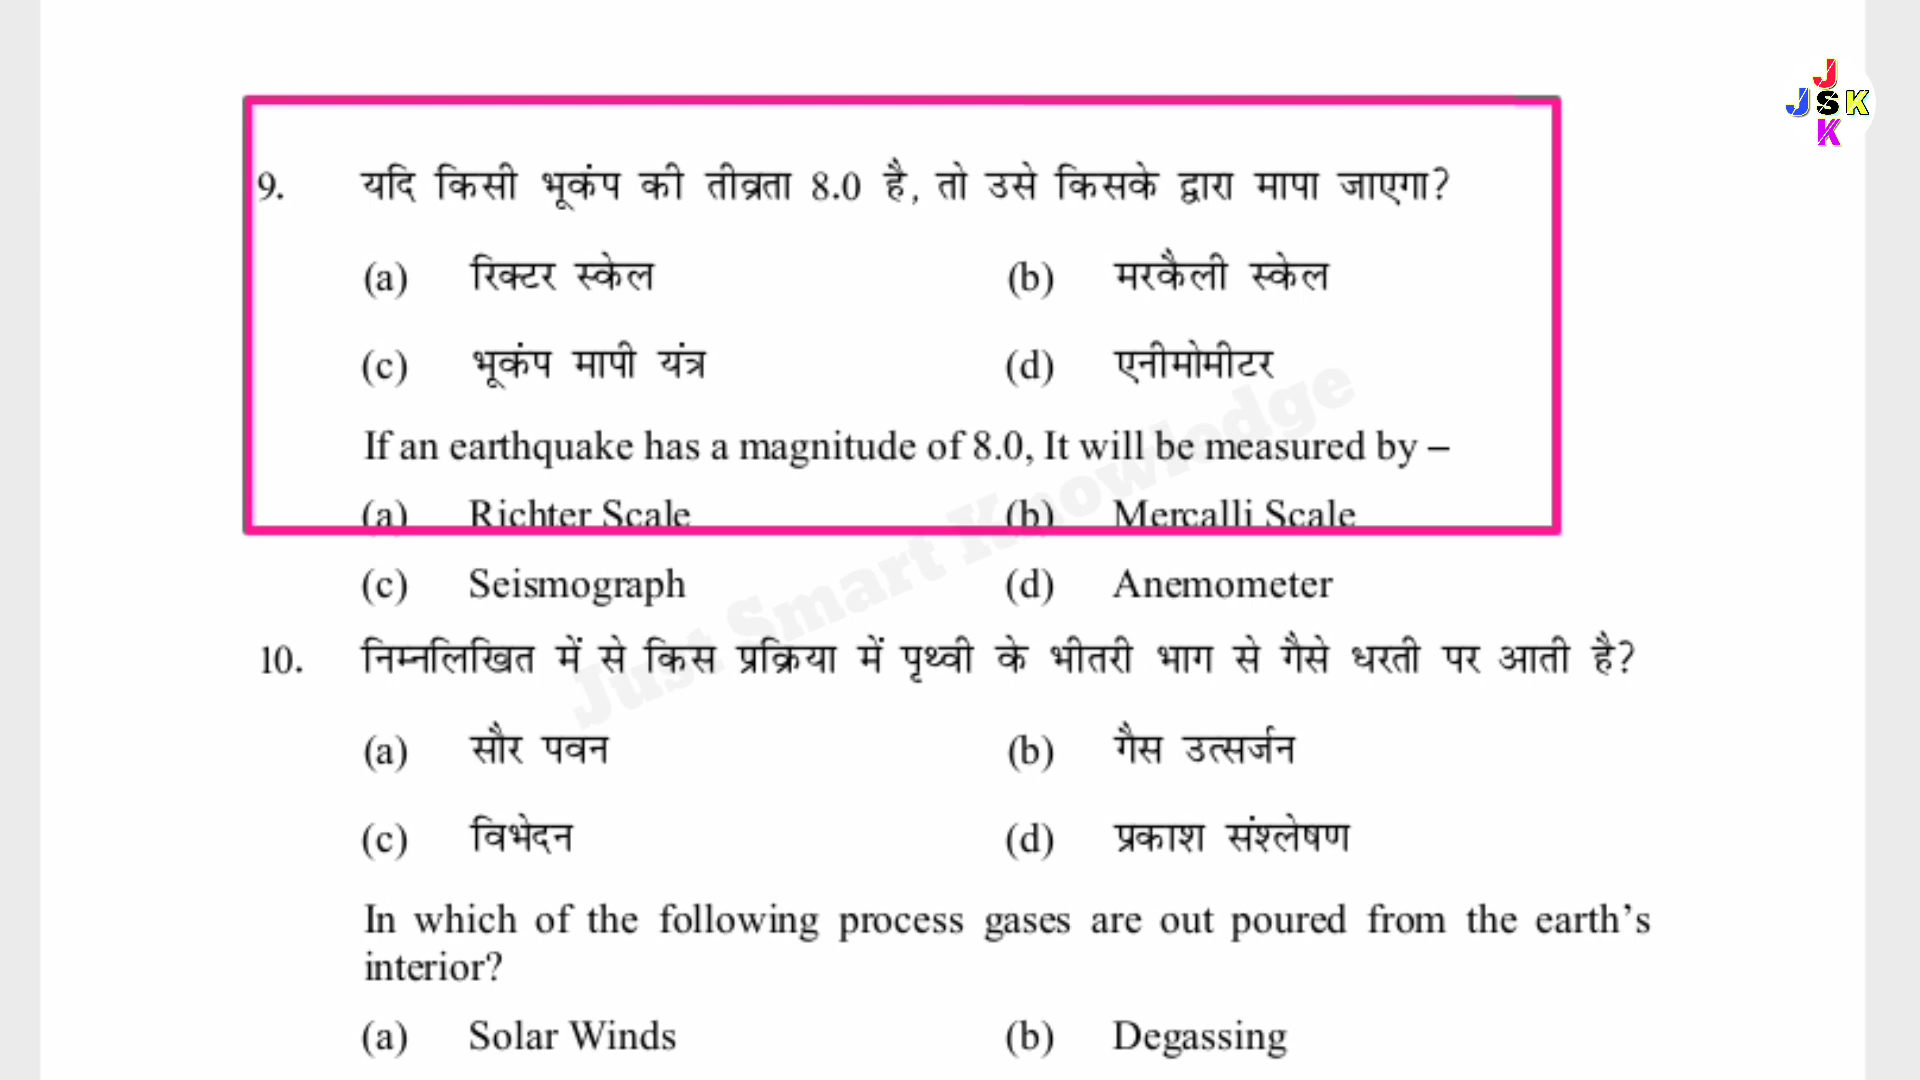 J
JSK
K
9. यदि किसी भूकंप की तीव्रता 8.0 है, तो उसे किसके द्वारा मापा जाएगा?
(a) रिक्टर स्केल (b) मरकैली स्केल
(c) भूकंप मापी यंत्र (d) एनीमोमीटर
If an earthquake has a magnitude of 8.0, It will be measured by –
(a) Richter Scale (b) Mercalli Scale
(c) Seismograph (d) Anemometer
10. निम्नलिखित में से किस प्रक्रिया में पृथ्वी के भीतरी भाग से गैसे धरती पर आती है?
(a) सौर पवन (b) गैस उत्सर्जन
(c) विभेदन (d) प्रकाश संश्लेषण
In which of the following process gases are out poured from the earth’s
interior?
(a) Solar Winds (b) Degassing
Just Smart Knowledge